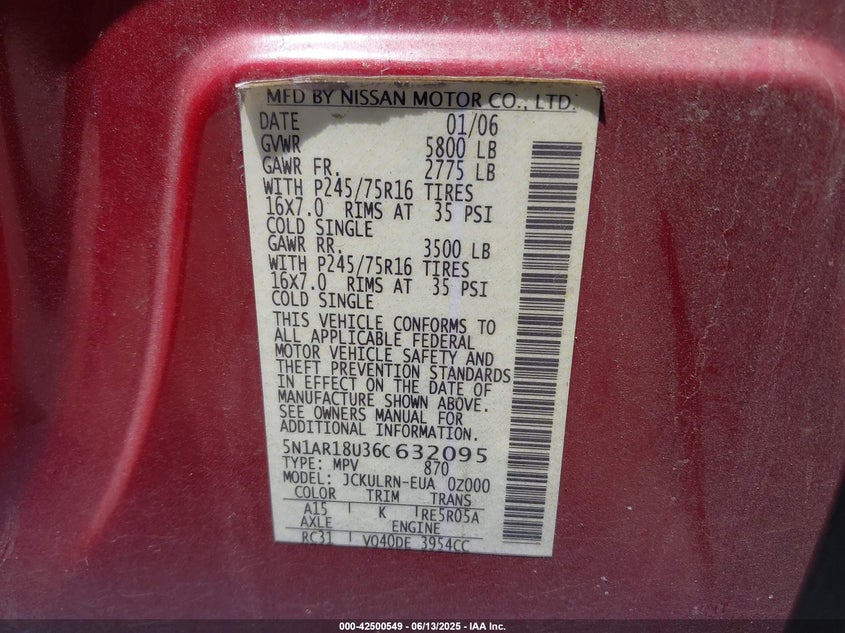 MFD BY NISSAN MOTOR CO., LTD.
DATE 01/06
GVWR 5800 LB
GAWR FR. 2775 LB
WITH P245/75R16 TIRES
16X7.0 RIMS AT 35 PSI
COLD SINGLE
GAWR RR. 3500 LB
WITH P245/75R16 TIRES
16X7.0 RIMS AT 35 PSI
COLD SINGLE
THIS VEHICLE CONFORMS TO
ALL APPLICABLE FEDERAL
MOTOR VEHICLE SAFETY AND
THEFT PREVENTION STANDARDS
IN EFFECT ON THE DATE OF
MANUFACTURE SHOWN ABOVE.
SEE OWNERS MANUAL FOR
ADDITIONAL INFORMATION.
5N1AR18U36C632095
TYPE: MPV 870
MODEL: JCKULRN-EUA 0Z000
COLOR TRIM TRANS
A15 K RE5R05A
AXLE ENGINE
RC31 VQ40DE 3954CC
000-42500549 - 06/13/2025 - IAA Inc.